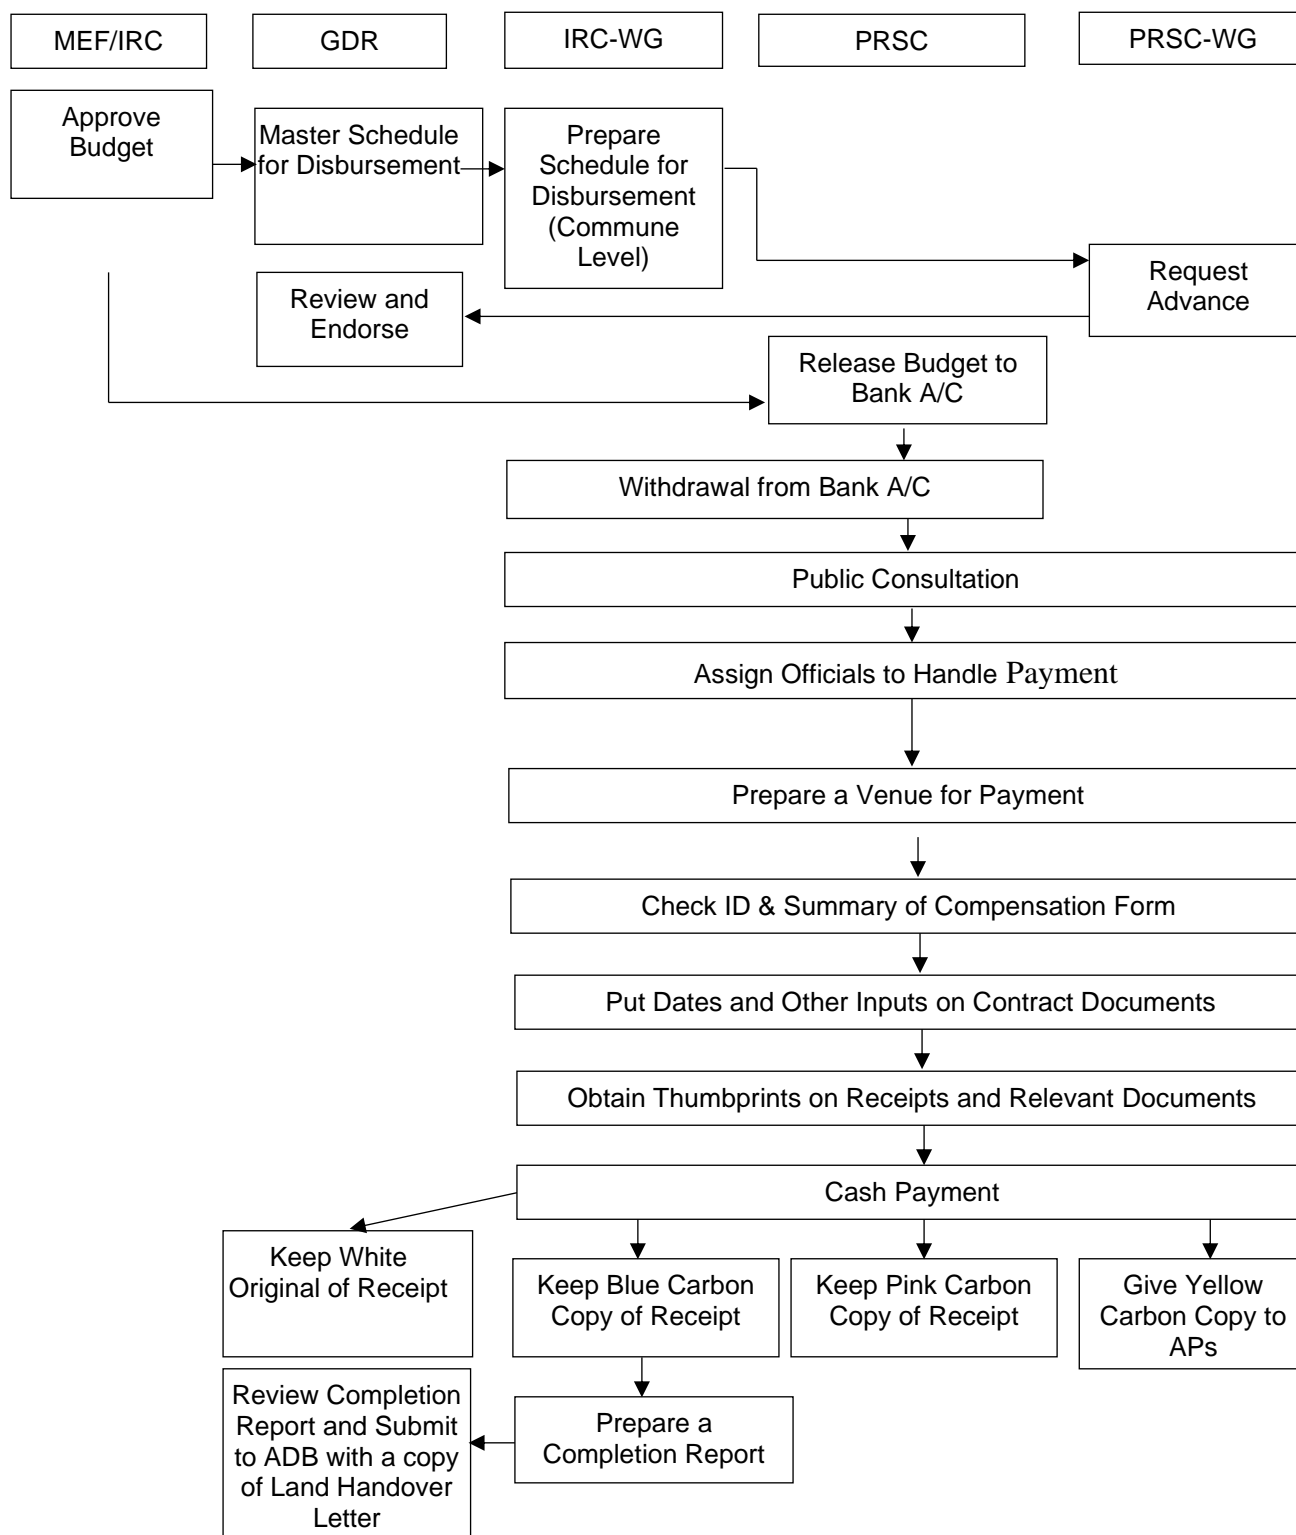 MEF/IRC
GDR
IRC-WG
PRSC
PRSC-WG
Approve
Budget
Master Schedule
for Disbursement
Prepare
Schedule for
Disbursement
(Commune
Level)
Request
Advance
Review and
Endorse
Release Budget to
Bank A/C
Withdrawal from Bank A/C
Public Consultation
Assign Officials to Handle Payment
Prepare a Venue for Payment
Check ID & Summary of Compensation Form
Put Dates and Other Inputs on Contract Documents
Obtain Thumbprints on Receipts and Relevant Documents
Cash Payment
Keep White
Original of Receipt
Keep Blue Carbon
Copy of Receipt
Keep Pink Carbon
Copy of Receipt
Give Yellow
Carbon Copy to
APs
Review Completion
Report and Submit
to ADB with a copy
of Land Handover
Letter
Prepare a
Completion Report